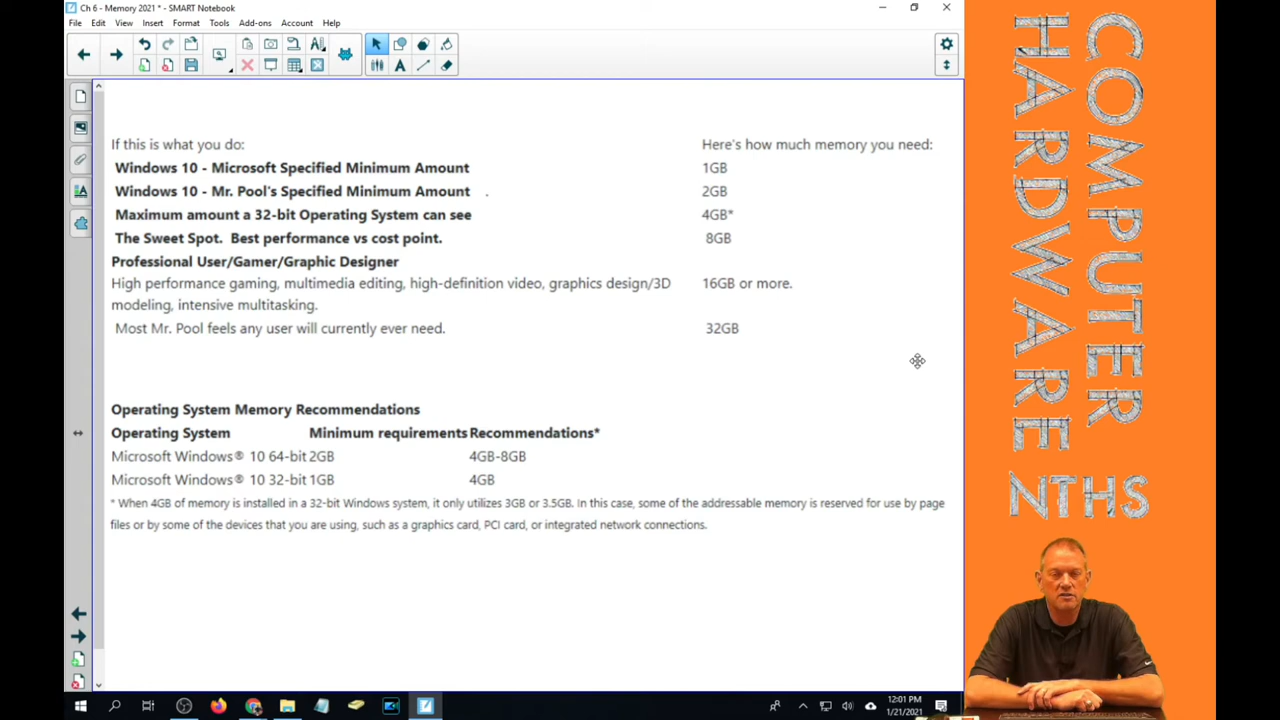 Ch 6 - Memory 2021 * - SMART Notebook
File Edit View Insert Format Tools Add-ons Account Help
If this is what you do: Here's how much memory you need:
Windows 10 - Microsoft Specified Minimum Amount 1GB
Windows 10 - Mr. Pool's Specified Minimum Amount . 2GB
Maximum amount a 32-bit Operating System can see 4GB*
The Sweet Spot. Best performance vs cost point. 8GB
Professional User/Gamer/Graphic Designer
High performance gaming, multimedia editing, high-definition video, graphics design/3D 16GB or more.
modeling, intensive multitasking.
Most Mr. Pool feels any user will currently ever need. 32GB
Operating System Memory Recommendations
Operating System Minimum requirements Recommendations*
Microsoft Windows® 10 64-bit 2GB 4GB-8GB
Microsoft Windows® 10 32-bit 1GB 4GB
* When 4GB of memory is installed in a 32-bit Windows system, it only utilizes 3GB or 3.5GB. In this case, some of the addressable memory is reserved for use by page
files or by some of the devices that you are using, such as a graphics card, PCI card, or integrated network connections.
12:01 PM
1/21/2021
COMPUTER
HARDWARE
NTHS